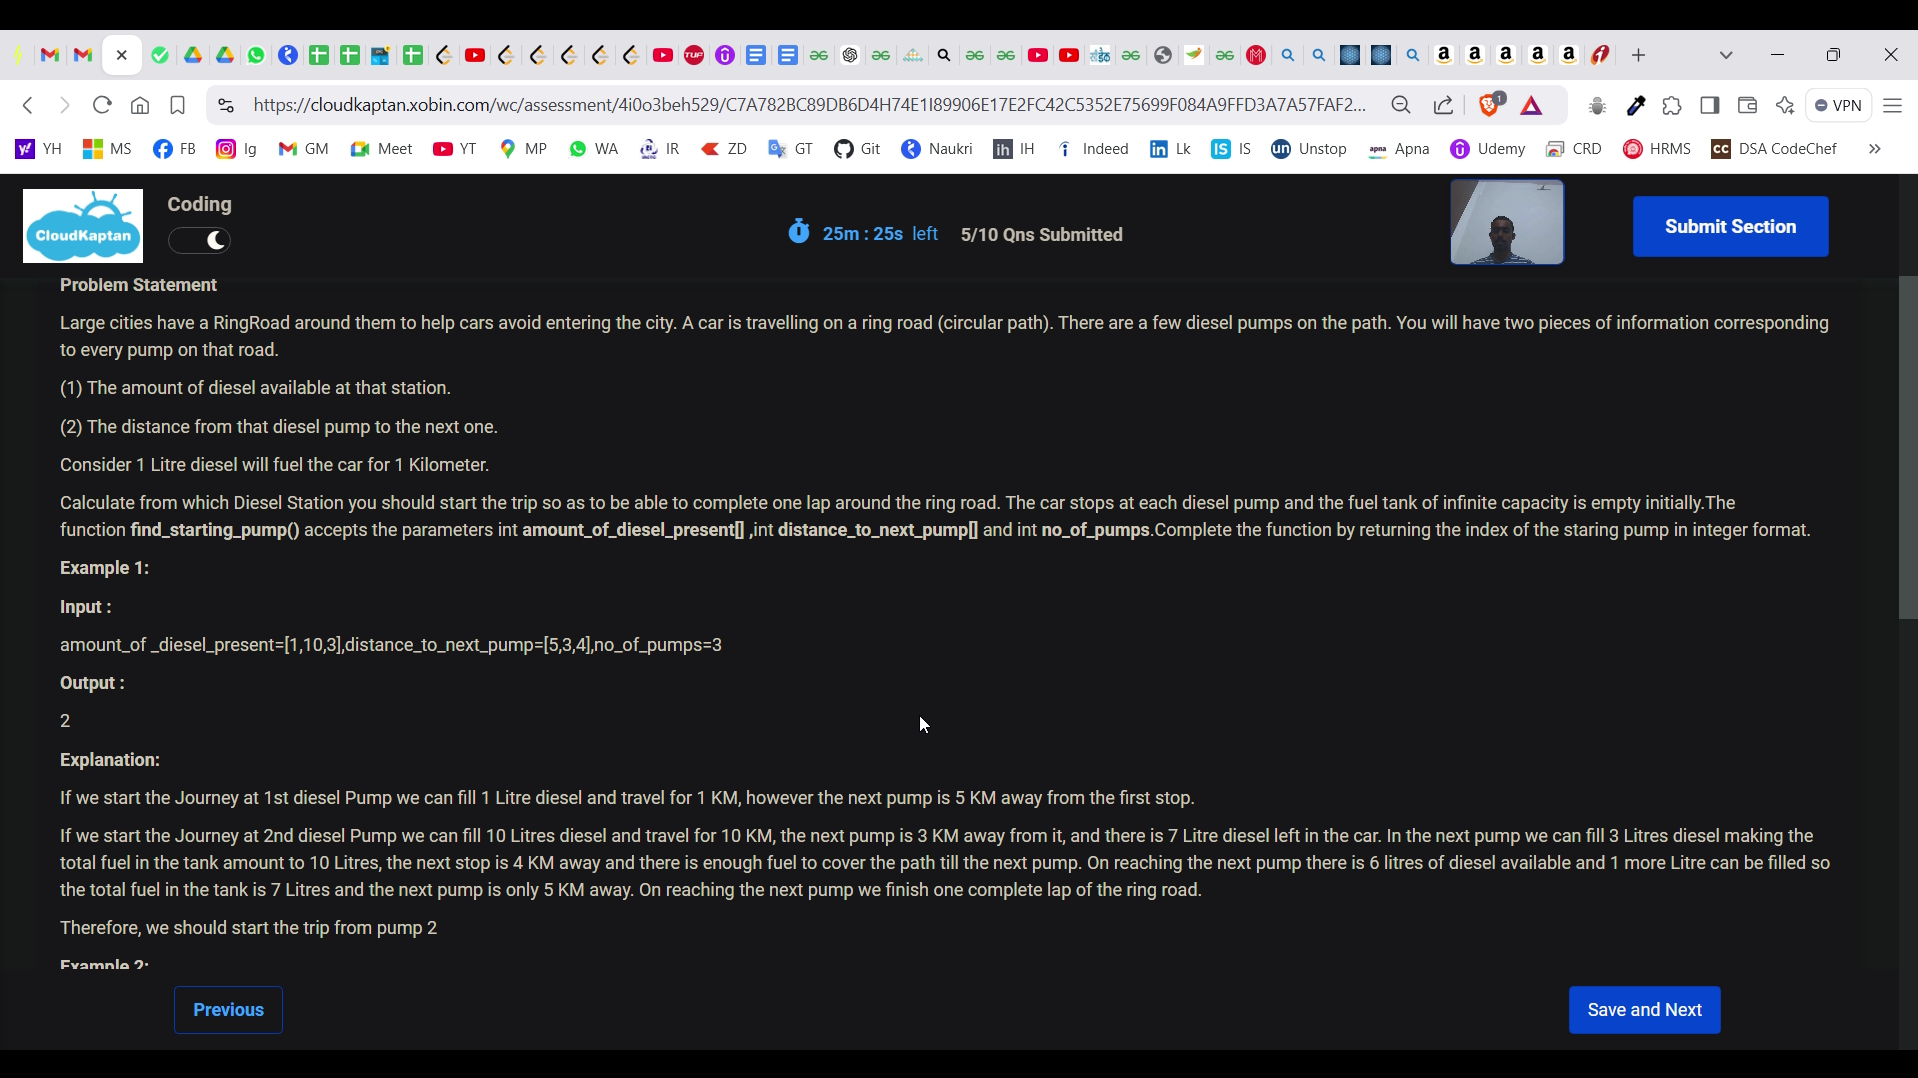 https://cloudkaptan.xobin.com/wc/assessment/4i0o3beh529/C7A782BC89DB6D4H74E1I89906E17E2FC42C5352E75699F084A9FFD3A7A57FAF2...
1
VPN
YH MS FB Ig GM Meet YT MP WA IR ZD GT Git Naukri IH Indeed Lk IS Unstop Apna Udemy CRD HRMS DSA CodeChef »
CloudKaptan
Coding
25m : 25s left 5/10 Qns Submitted
Submit Section
Problem Statement
Large cities have a RingRoad around them to help cars avoid entering the city. A car is travelling on a ring road (circular path). There are a few diesel pumps on the path. You will have two pieces of information corresponding
to every pump on that road.
(1) The amount of diesel available at that station.
(2) The distance from that diesel pump to the next one.
Consider 1 Litre diesel will fuel the car for 1 Kilometer.
Calculate from which Diesel Station you should start the trip so as to be able to complete one lap around the ring road. The car stops at each diesel pump and the fuel tank of infinite capacity is empty initially.The
function find_starting_pump() accepts the parameters int amount_of_diesel_present[] ,int distance_to_next_pump[] and int no_of_pumps.Complete the function by returning the index of the staring pump in integer format.
Example 1:
Input :
amount_of _diesel_present=[1,10,3],distance_to_next_pump=[5,3,4],no_of_pumps=3
Output :
2
Explanation:
If we start the Journey at 1st diesel Pump we can fill 1 Litre diesel and travel for 1 KM, however the next pump is 5 KM away from the first stop.
If we start the Journey at 2nd diesel Pump we can fill 10 Litres diesel and travel for 10 KM, the next pump is 3 KM away from it, and there is 7 Litre diesel left in the car. In the next pump we can fill 3 Litres diesel making the
total fuel in the tank amount to 10 Litres, the next stop is 4 KM away and there is enough fuel to cover the path till the next pump. On reaching the next pump there is 6 litres of diesel available and 1 more Litre can be filled so
the total fuel in the tank is 7 Litres and the next pump is only 5 KM away. On reaching the next pump we finish one complete lap of the ring road.
Therefore, we should start the trip from pump 2
Example 2:
Previous
Save and Next